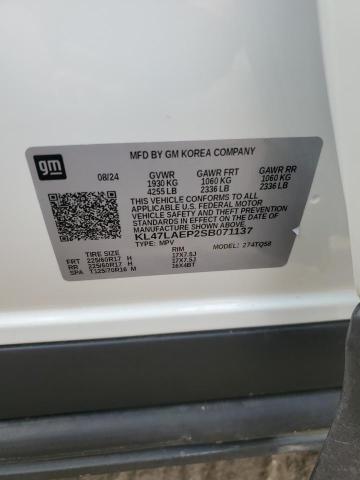 gm
MFD BY GM KOREA COMPANY
08/24 GVWR GAWR FRT GAWR RR
1930 KG 1060 KG 1060 KG
4255 LB 2336 LB 2336 LB
THIS VEHICLE CONFORMS TO ALL
APPLICABLE U.S. FEDERAL MOTOR
VEHICLE SAFETY AND THEFT PREVENTION
STANDARDS IN EFFECT ON THE DATE OF
MANUFACTURE SHOWN ABOVE.
KL47LAEP2SB071137
TYPE: MPV MODEL: 274TQ58
TIRE SIZE RIM
FRT 225/60R17 H 17X7.5J
RR 225/60R17 H 17X7.5J
SPA T125/70R16 M 16X4BT